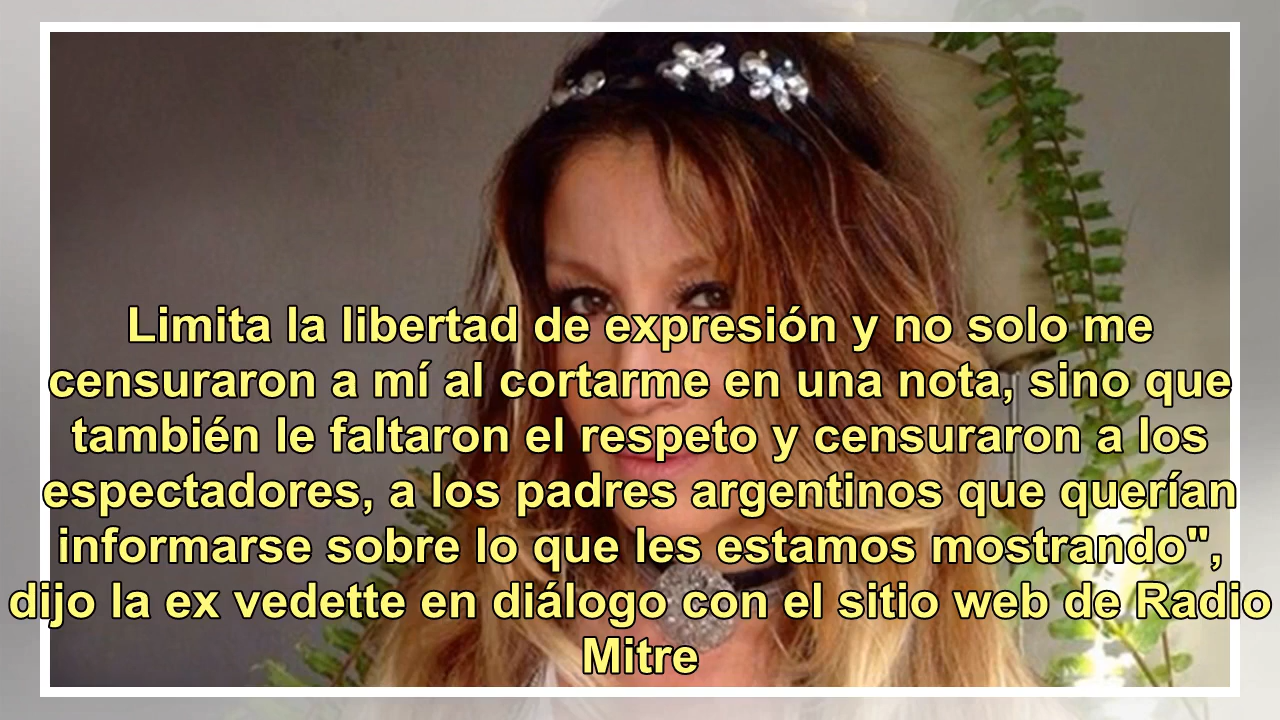 Limita la libertad de expresión y no solo me
censuraron a mí al cortarme en una nota, sino que
también le faltaron el respeto y censuraron a los
espectadores, a los padres argentinos que querían
informarse sobre lo que les estamos mostrando",
dijo la ex vedette en diálogo con el sitio web de Radio
Mitre